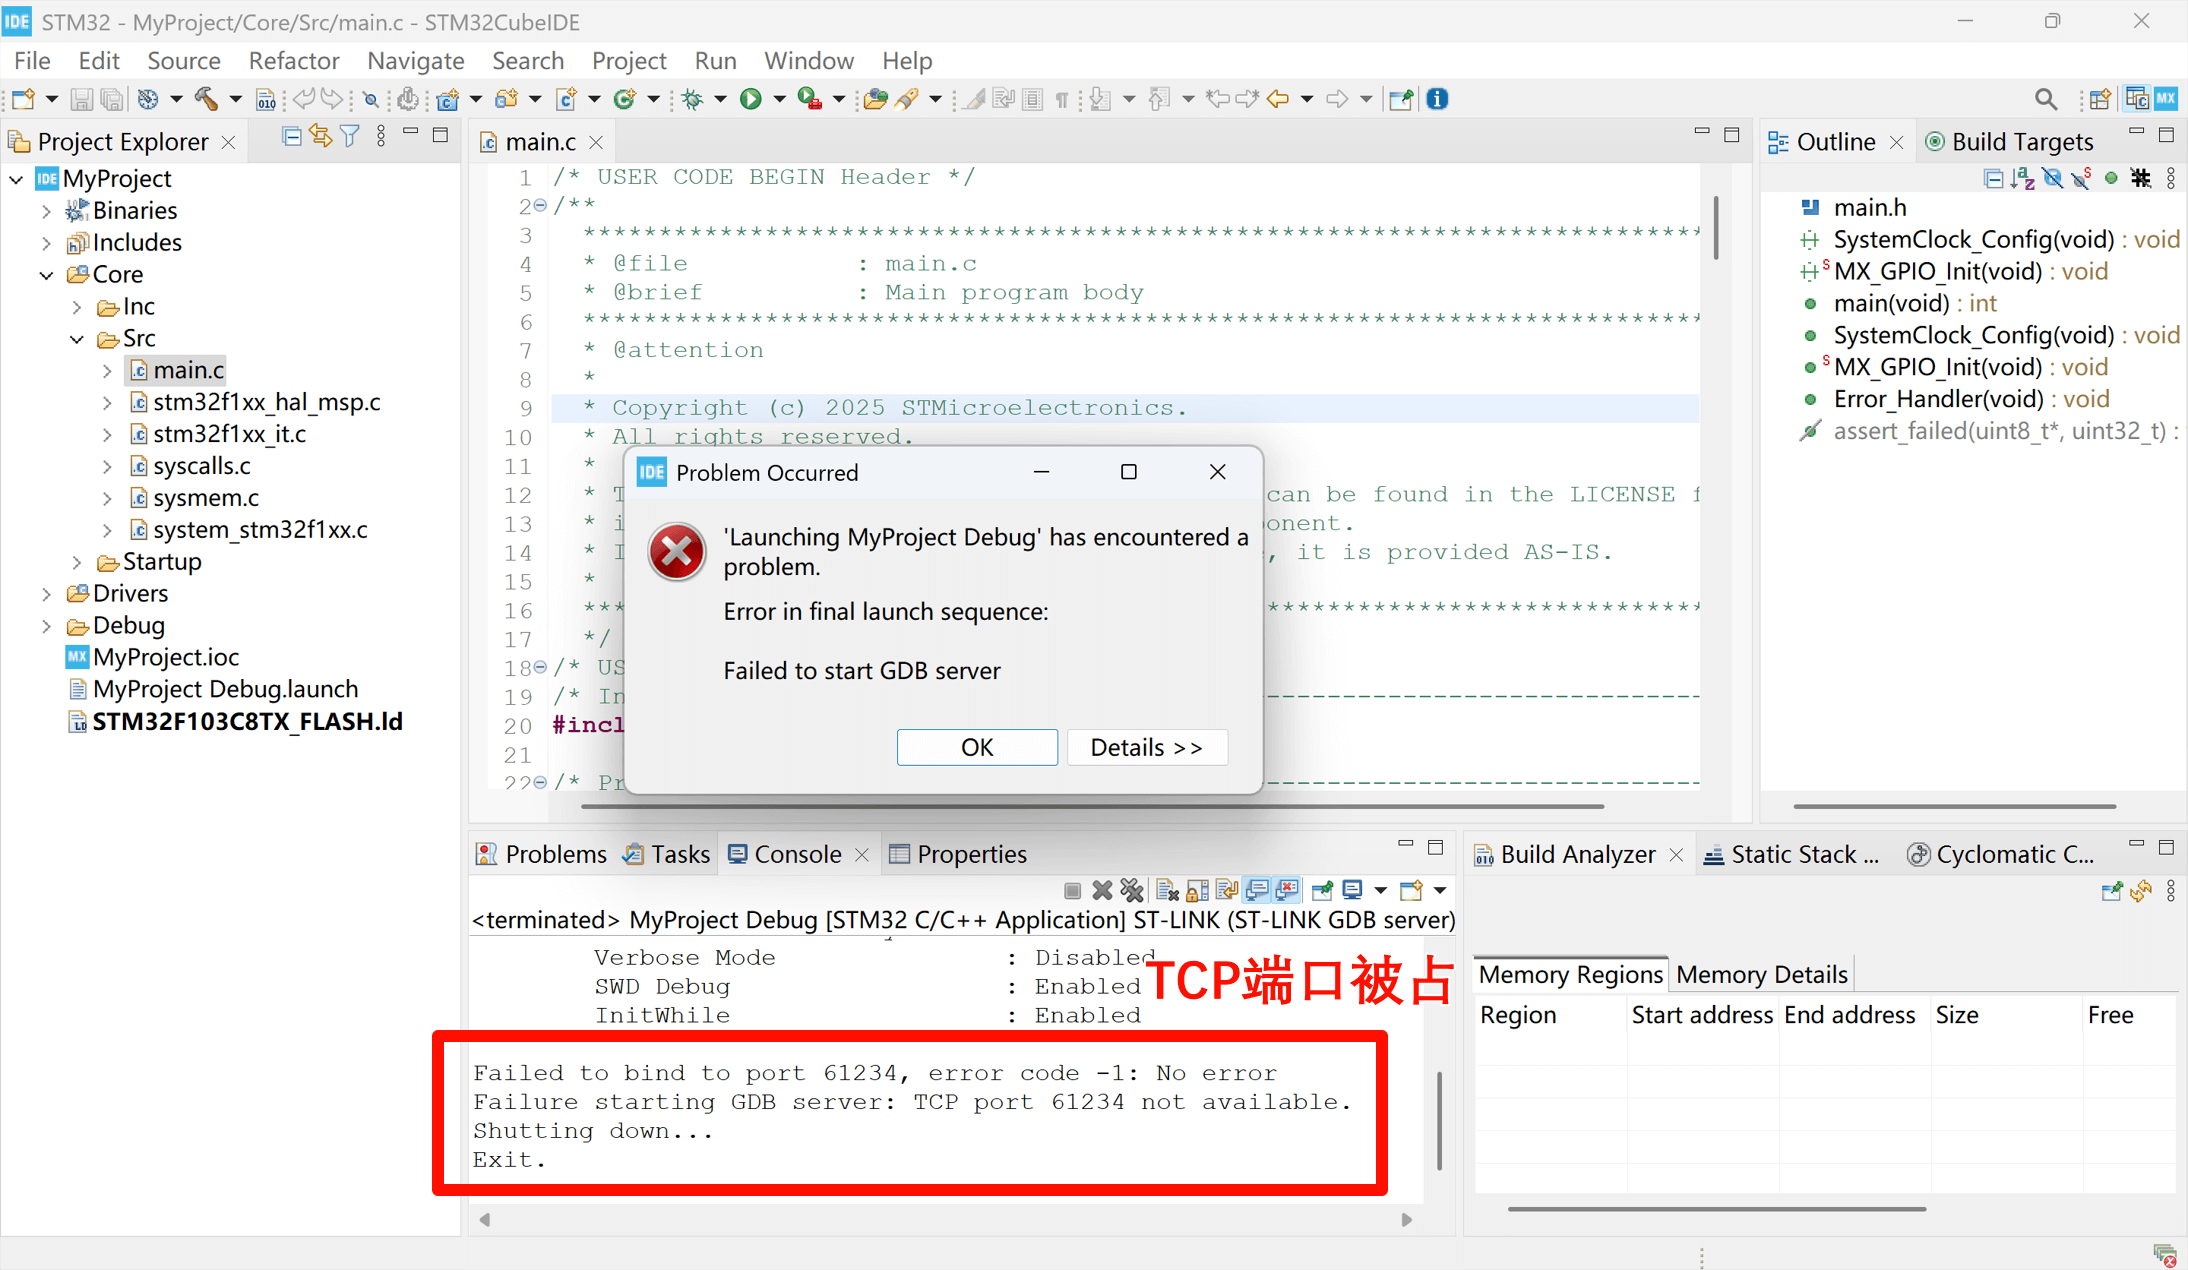 IDE STM32 - MyProject/Core/Src/main.c - STM32CubeIDE
File Edit Source Refactor Navigate Search Project Run Window Help
010 MX
Project Explorer
IDE MyProject
Binaries
Includes
Core
Inc
Src
main.c
stm32f1xx_hal_msp.c
stm32f1xx_it.c
syscalls.c
sysmem.c
system_stm32f1xx.c
Startup
Drivers
Debug
MX MyProject.ioc
MyProject Debug.launch
STM32F103C8TX_FLASH.ld
main.c
1 /* USER CODE BEGIN Header */
2 /**
3 ******************************************************************************
4 * @file : main.c
5 * @brief : Main program body
6 ******************************************************************************
7 * @attention
8 *
9 * Copyright (c) 2025 STMicroelectronics.
10 * All rights reserved.
11 *
12 * T can be found in the LICENSE f
13 * i onent.
14 * I , it is provided AS-IS.
15 *
16 ***
17 */
18 /* US
19 /* In
20 #incl
21
22 /* Pr
IDE Problem Occurred
'Launching MyProject Debug' has encountered a
problem.
Error in final launch sequence:
Failed to start GDB server
OK Details >>
Outline Build Targets
main.h
SystemClock_Config(void) : void
MX_GPIO_Init(void) : void
main(void) : int
SystemClock_Config(void) : void
MX_GPIO_Init(void) : void
Error_Handler(void) : void
assert_failed(uint8_t*, uint32_t) :
Problems Tasks Console Properties
<terminated> MyProject Debug [STM32 C/C++ Application] ST-LINK (ST-LINK GDB server)
Verbose Mode : Disabled
SWD Debug : Enabled
InitWhile : Enabled
TCP端口被占
Failed to bind to port 61234, error code -1: No error
Failure starting GDB server: TCP port 61234 not available.
Shutting down...
Exit.
Build Analyzer Static Stack ... Cyclomatic C...
Memory Regions Memory Details
Region Start address End address Size Free